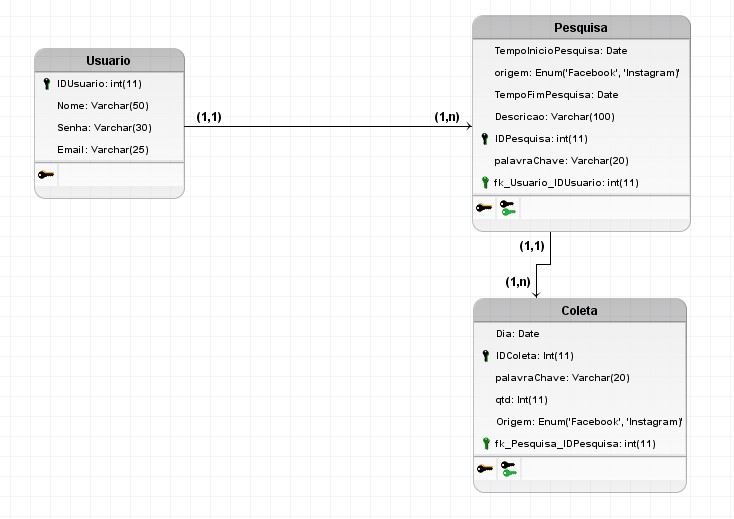 Usuario
IDUsuario: int(11)
Nome: Varchar(50)
Senha: Varchar(30)
Email: Varchar(25)
(1,1)
(1,n)
Pesquisa
TempoInicioPesquisa: Date
origem: Enum('Facebook', 'Instagram)'
TempoFimPesquisa: Date
Descricao: Varchar(100)
IDPesquisa: int(11)
palavraChave: Varchar(20)
fk_Usuario_IDUsuario: int(11)
(1,1)
(1,n)
Coleta
Dia: Date
IDColeta: Int(11)
palavraChave: Varchar(20)
qtd: Int(11)
Origem: Enum('Facebook', 'Instagram)'
fk_Pesquisa_IDPesquisa: int(11)